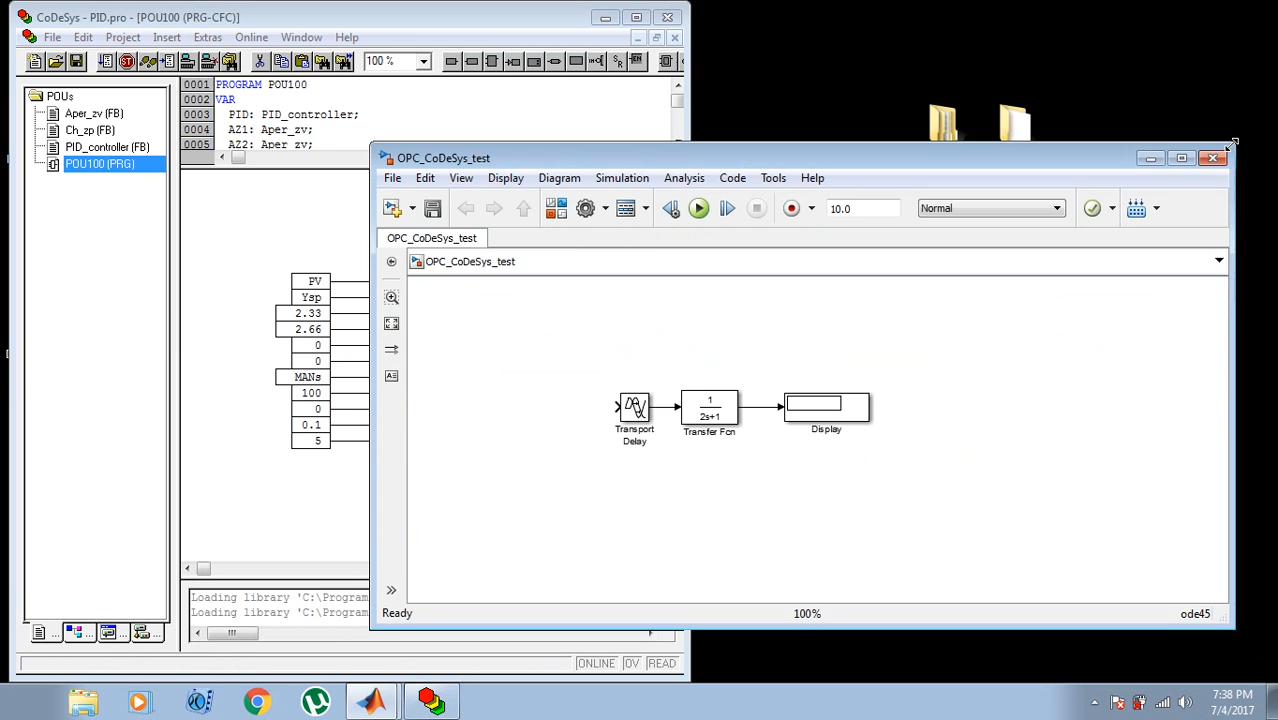 CoDeSys - PID.pro - [POU100 (PRG-CFC)]
File Edit Project Insert Extras Online Window Help
100 %
POUs
Aper_zv (FB)
Ch_zp (FB)
PID_controller (FB)
POU100 (PRG)
0001 PROGRAM POU100
0002 VAR
0003 PID: PID_controller;
0004 AZ1: Aper_zv;
0005 AZ2: Aper_zv;
PV
Ysp
2.33
2.66
0
0
MANs
100
0
0.1
5
Loading library 'C:\Program
Loading library 'C:\Program
ONLINE OV READ
OPC_CoDeSys_test
File Edit View Display Diagram Simulation Analysis Code Tools Help
10.0 Normal
OPC_CoDeSys_test
OPC_CoDeSys_test
Transport
Delay
1
2s+1
Transfer Fcn
Display
Ready 100% ode45
7:38 PM
7/4/2017